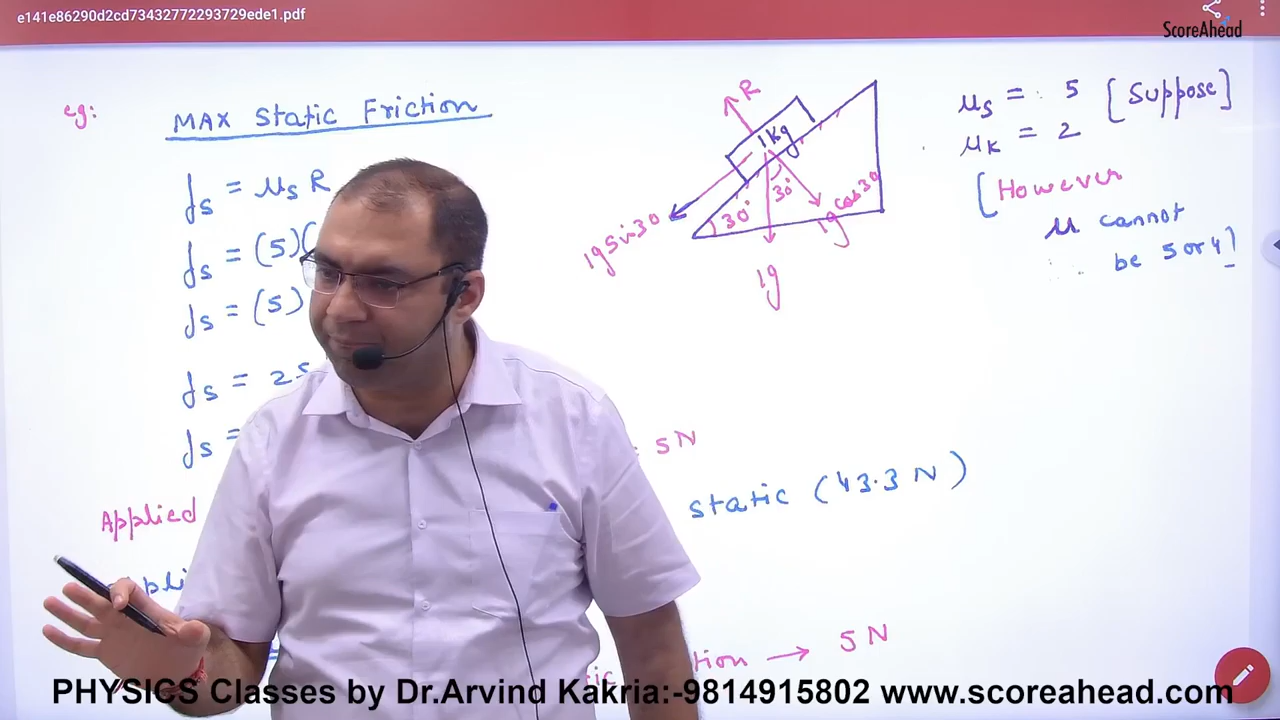 e141e86290d2cd73432772293729ede1.pdf
ScoreAhead
eg:
MAX Static Friction
fs = μs R
fs = (5)(
fs = (5)
fs = 25
fs =
R
1kg
30°
30°
1g sin30
1g cos30
1g
μs = 5 [Suppose]
μk = 2
[However
μ cannot
be 5 or 4]
5N
Applied
static (43.3 N)
→ 5N
PHYSICS Classes by Dr.Arvind Kakria:-9814915802 www.scoreahead.com